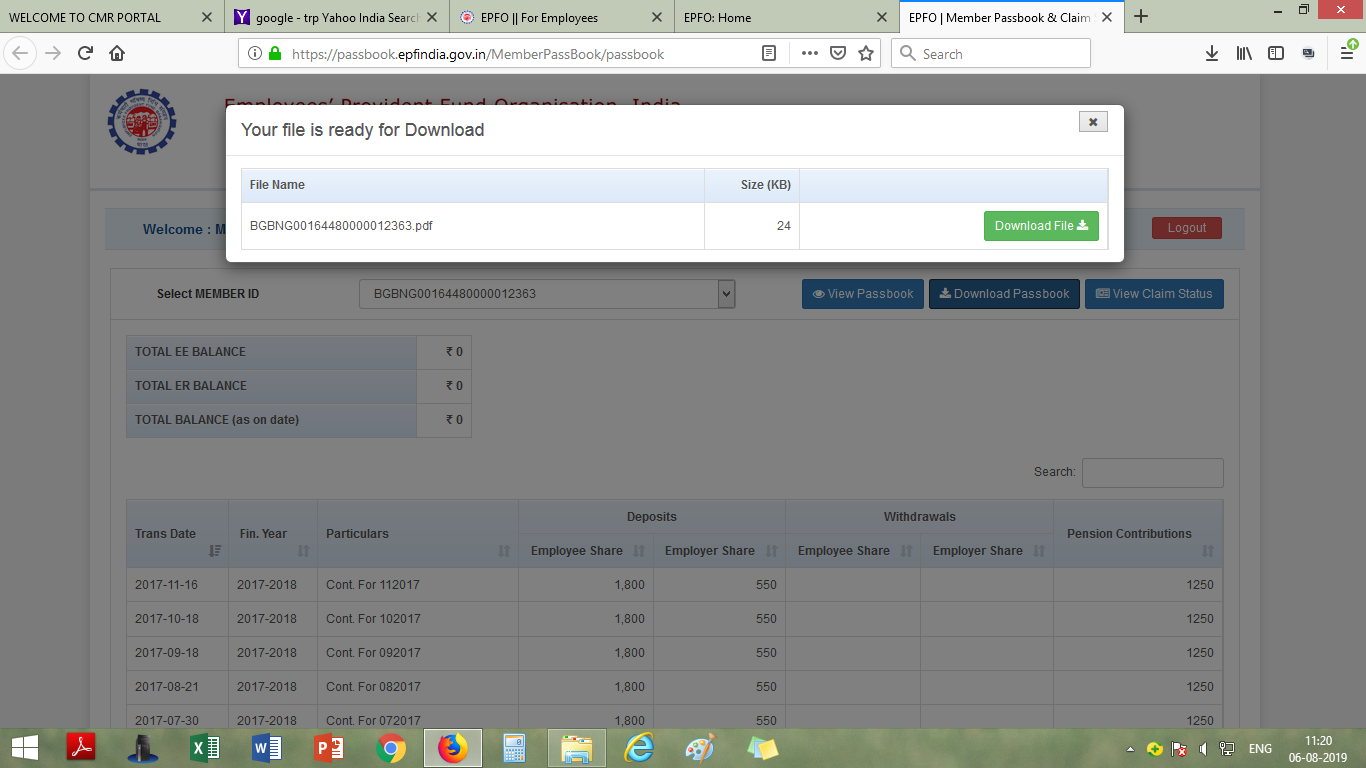 WELCOME TO CMR PORTAL
google - trp Yahoo India Search
EPFO || For Employees
EPFO: Home
EPFO | Member Passbook & Claim
https://passbook.epfindia.gov.in/MemberPassBook/passbook
Search
Employees' Provident Fund Organisation, India
Your file is ready for Download
File Name Size (KB)
BGBNG00164480000012363.pdf 24 Download File
Welcome : M
Logout
Select MEMBER ID BGBNG00164480000012363 View Passbook Download Passbook View Claim Status
TOTAL EE BALANCE ₹ 0
TOTAL ER BALANCE ₹ 0
TOTAL BALANCE (as on date) ₹ 0
Search:
Trans Date Fin. Year Particulars Deposits Withdrawals Pension Contributions
Employee Share Employer Share Employee Share Employer Share
2017-11-16 2017-2018 Cont. For 112017 1,800 550 1250
2017-10-18 2017-2018 Cont. For 102017 1,800 550 1250
2017-09-18 2017-2018 Cont. For 092017 1,800 550 1250
2017-08-21 2017-2018 Cont. For 082017 1,800 550 1250
2017-07-30 2017-2018 Cont. For 072017 1,800 550 1250
ENG
11:20
06-08-2019